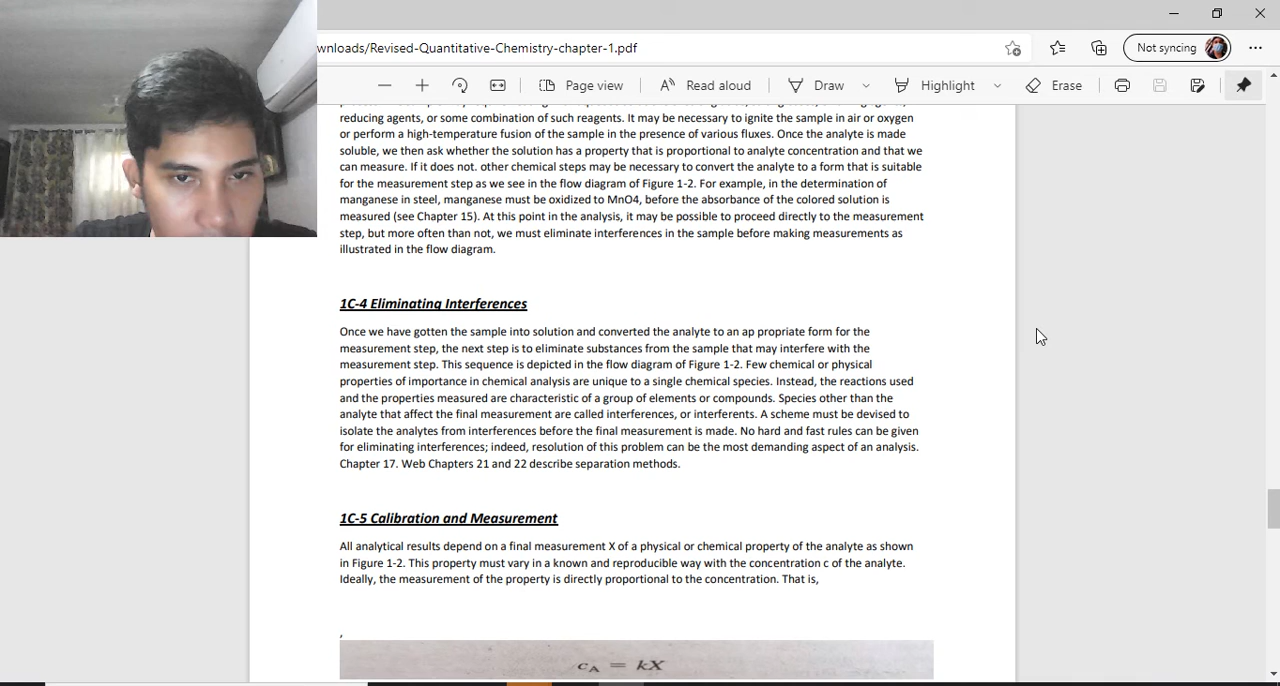 wnloads/Revised-Quantitative-Chemistry-chapter-1.pdf
Not syncing
Page view
Read aloud
Draw
Highlight
Erase
reducing agents, or some combination of such reagents. It may be necessary to ignite the sample in air or oxygen
or perform a high-temperature fusion of the sample in the presence of various fluxes. Once the analyte is made
soluble, we then ask whether the solution has a property that is proportional to analyte concentration and that we
can measure. If it does not. other chemical steps may be necessary to convert the analyte to a form that is suitable
for the measurement step as we see in the flow diagram of Figure 1-2. For example, in the determination of
manganese in steel, manganese must be oxidized to MnO4, before the absorbance of the colored solution is
measured (see Chapter 15). At this point in the analysis, it may be possible to proceed directly to the measurement
step, but more often than not, we must eliminate interferences in the sample before making measurements as
illustrated in the flow diagram.
1C-4 Eliminating Interferences
Once we have gotten the sample into solution and converted the analyte to an ap propriate form for the
measurement step, the next step is to eliminate substances from the sample that may interfere with the
measurement step. This sequence is depicted in the flow diagram of Figure 1-2. Few chemical or physical
properties of importance in chemical analysis are unique to a single chemical species. Instead, the reactions used
and the properties measured are characteristic of a group of elements or compounds. Species other than the
analyte that affect the final measurement are called interferences, or interferents. A scheme must be devised to
isolate the analytes from interferences before the final measurement is made. No hard and fast rules can be given
for eliminating interferences; indeed, resolution of this problem can be the most demanding aspect of an analysis.
Chapter 17. Web Chapters 21 and 22 describe separation methods.
1C-5 Calibration and Measurement
All analytical results depend on a final measurement X of a physical or chemical property of the analyte as shown
in Figure 1-2. This property must vary in a known and reproducible way with the concentration c of the analyte.
Ideally, the measurement of the property is directly proportional to the concentration. That is,
,
cA = kX